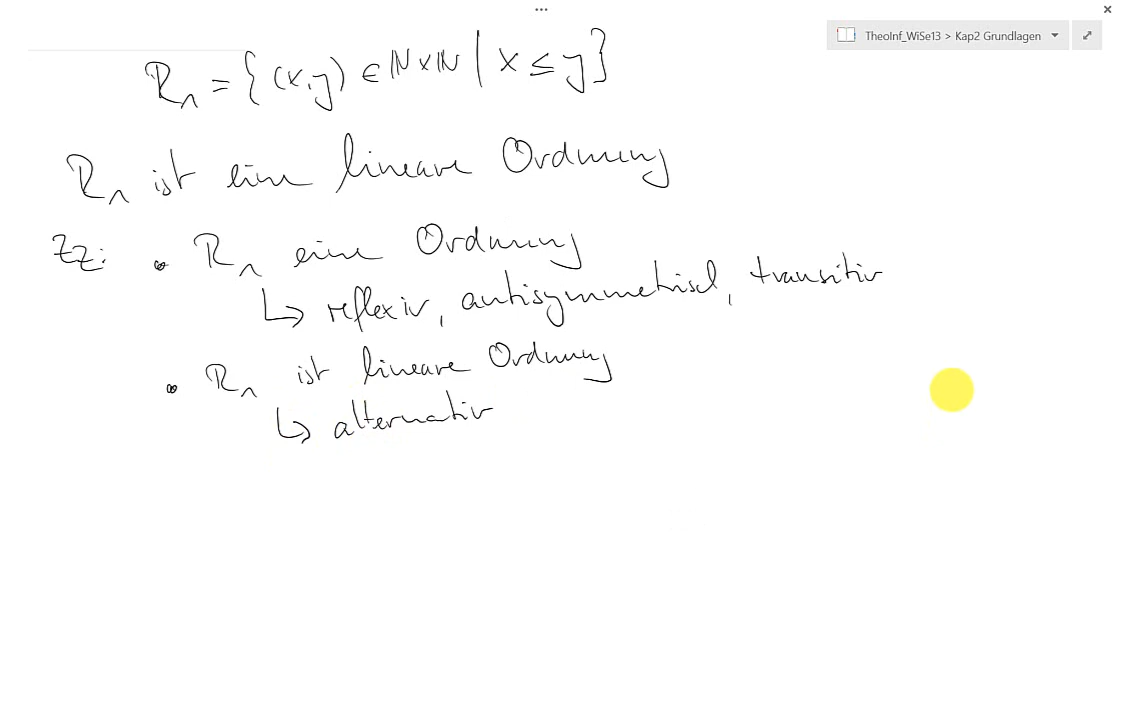 ...
TheoInf_WiSe13 > Kap2 Grundlagen
R₁ = {(x,y) ∈ ℕ×ℕ | x ≤ y}
R₁ ist eine lineare Ordnung
ZZ: • R₁ eine Ordnung
↳ reflexiv, antisymmetrisch, transitiv
• R₁ ist lineare Ordnung
↳ alternativ